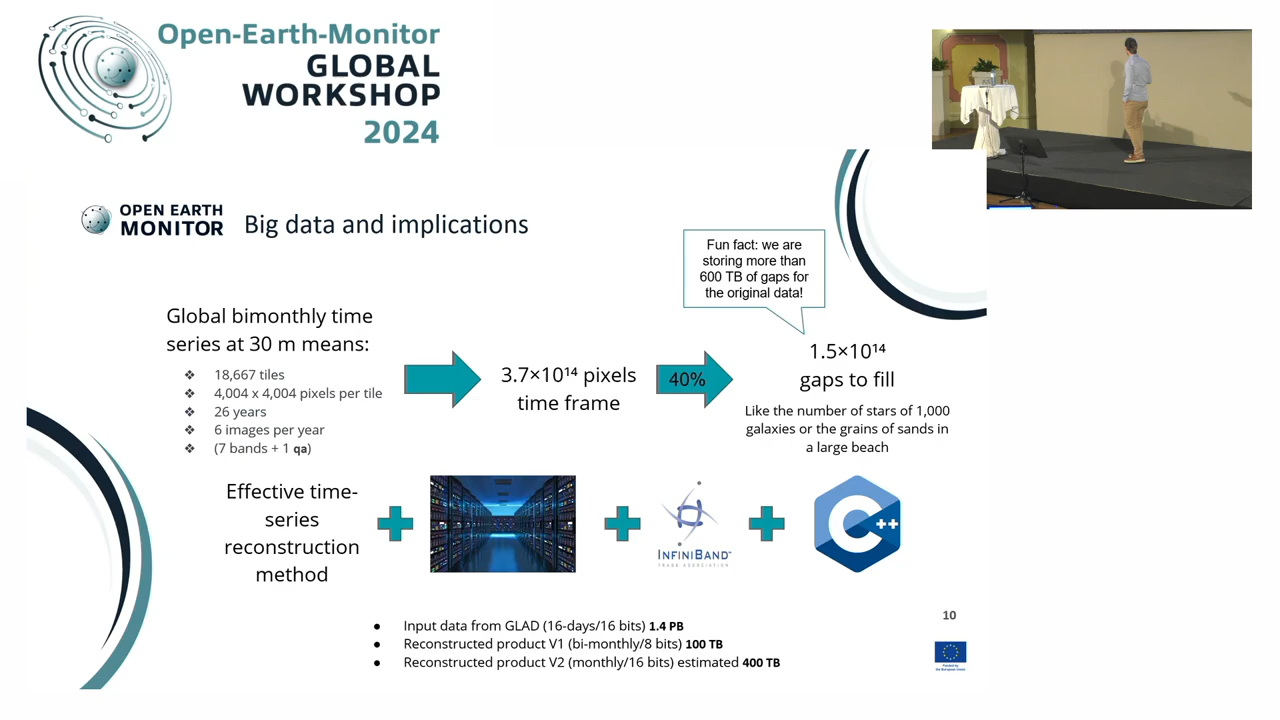 Open-Earth-Monitor
GLOBAL
WORKSHOP
2024
OPEN EARTH
MONITOR
Big data and implications
Fun fact: we are
storing more than
600 TB of gaps for
the original data!
Global bimonthly time
series at 30 m means:
❖ 18,667 tiles
❖ 4,004 x 4,004 pixels per tile
❖ 26 years
❖ 6 images per year
❖ (7 bands + 1 qa)
3.7×10¹⁴ pixels
time frame
40%
1.5×10¹⁴
gaps to fill
Like the number of stars of 1,000
galaxies or the grains of sands in
a large beach
Effective time-
series
reconstruction
method
INFINIBAND™
TRADE ASSOCIATION
C++
● Input data from GLAD (16-days/16 bits) 1.4 PB
● Reconstructed product V1 (bi-monthly/8 bits) 100 TB
● Reconstructed product V2 (monthly/16 bits) estimated 400 TB
10
Funded by
the European Union